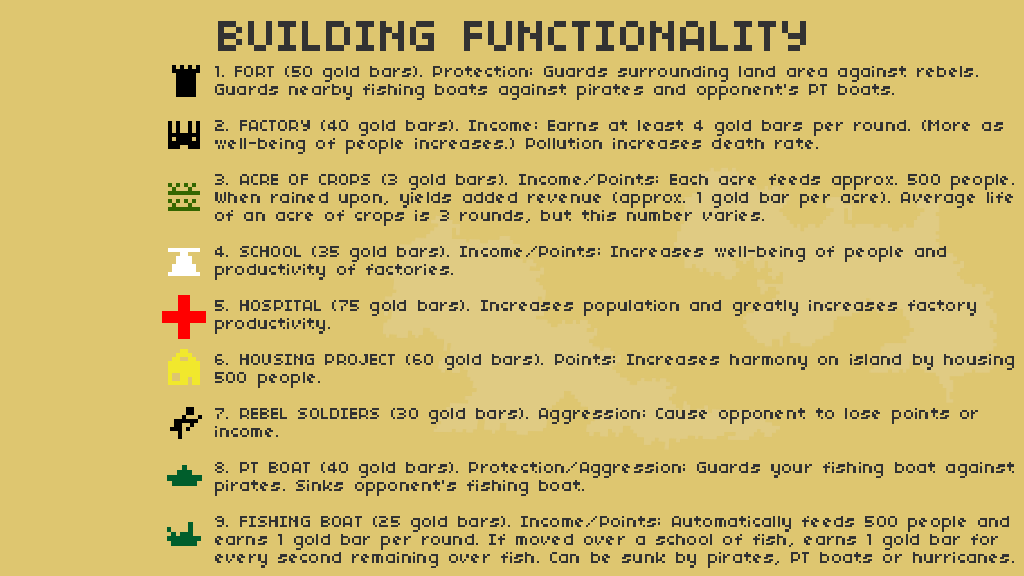 BUILDING FUNCTIONALITY
1. FORT (50 gold bars). Protection: Guards surrounding land area against rebels.
Guards nearby fishing boats against pirates and opponent's PT boats.
2. FACTORY (40 gold bars). Income: Earns at least 4 gold bars per round. (More as
well-being of people increases.) Pollution increases death rate.
3. ACRE OF CROPS (3 gold bars). Income/Points: Each acre feeds approx. 500 people.
When rained upon, yields added revenue (approx. 1 gold bar per acre). Average life
of an acre of crops is 3 rounds, but this number varies.
4. SCHOOL (35 gold bars). Income/Points: Increases well-being of people and
productivity of factories.
5. HOSPITAL (75 gold bars). Increases population and greatly increases factory
productivity.
6. HOUSING PROJECT (60 gold bars). Points: Increases harmony on island by housing
500 people.
7. REBEL SOLDIERS (30 gold bars). Aggression: Cause opponent to lose points or
income.
8. PT BOAT (40 gold bars). Protection/Aggression: Guards your fishing boat against
pirates. Sinks opponent's fishing boat.
9. FISHING BOAT (25 gold bars). Income/Points: Automatically feeds 500 people and
earns 1 gold bar per round. If moved over a school of fish, earns 1 gold bar for
every second remaining over fish. Can be sunk by pirates, PT boats or hurricanes.